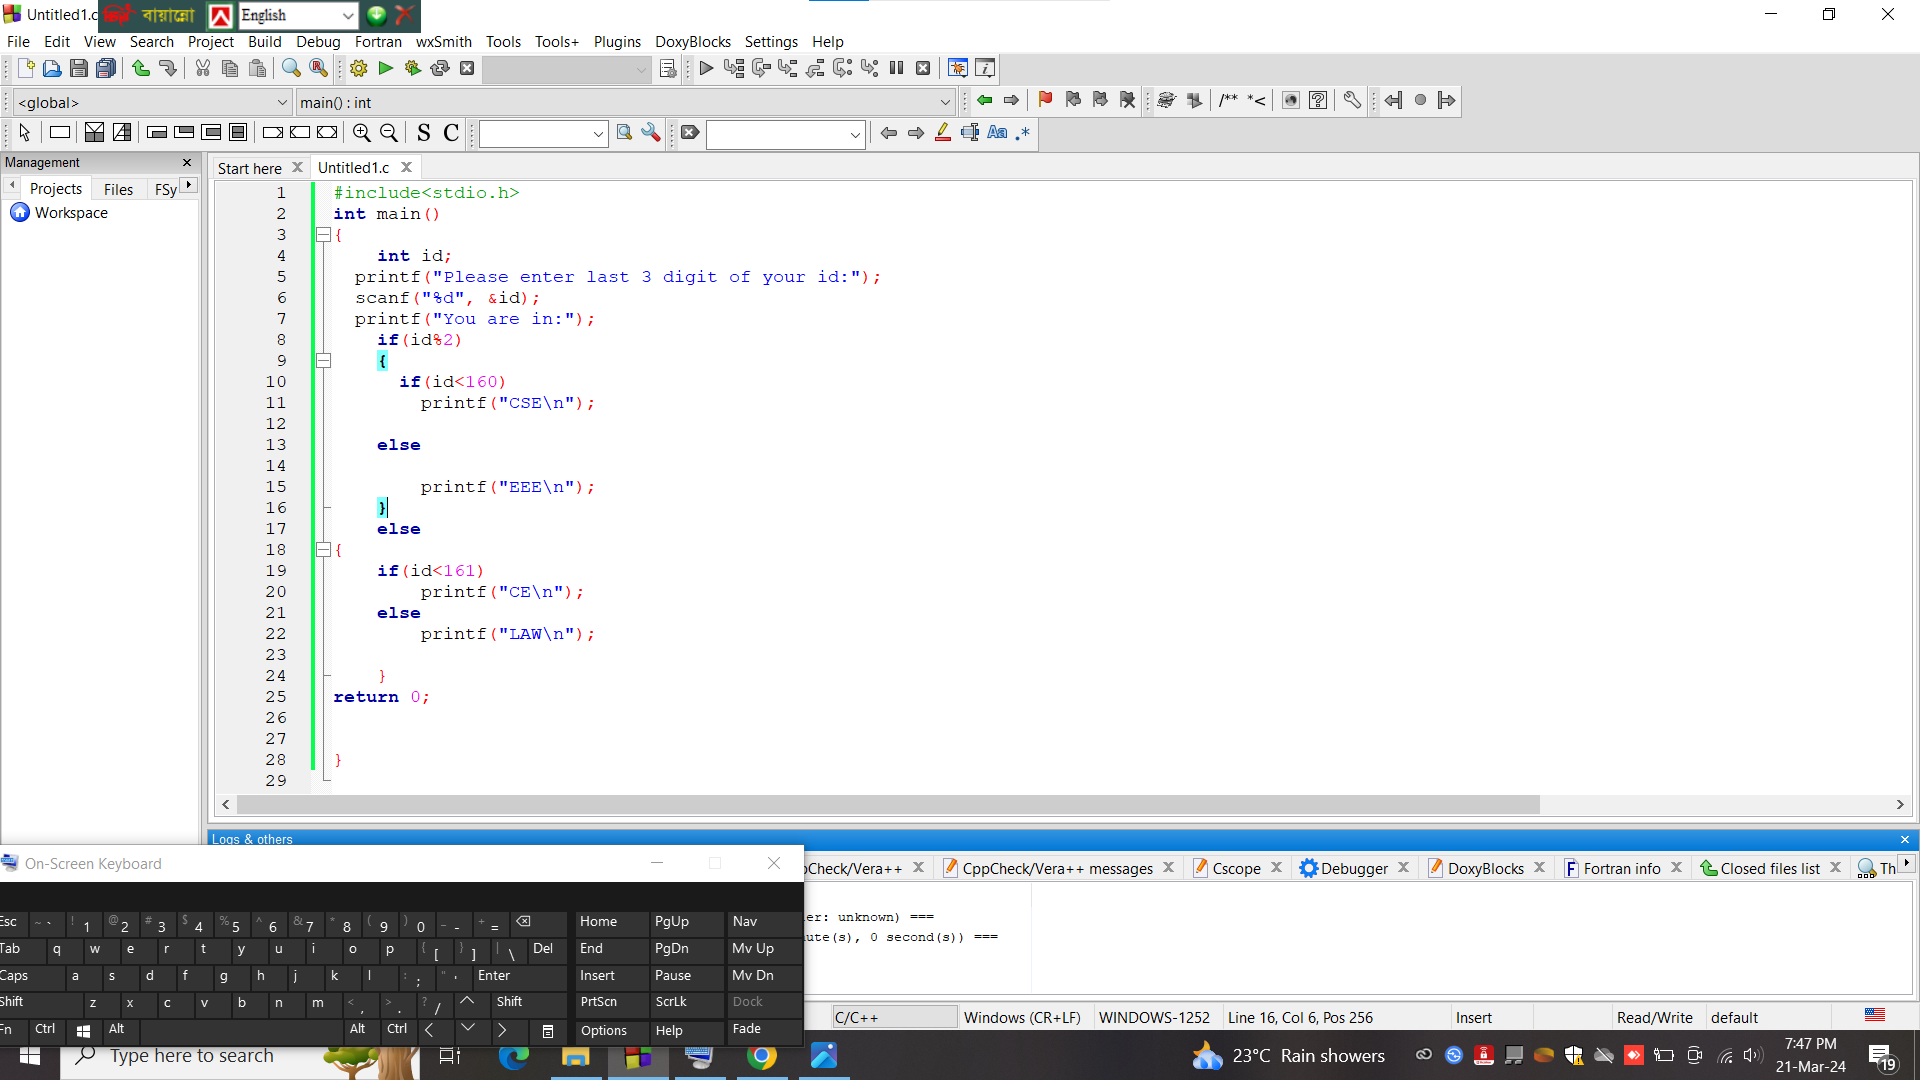 Untitled1.c
বায়ান্নো
English
File Edit View Search Project Build Debug Fortran wxSmith Tools Tools+ Plugins DoxyBlocks Settings Help
<global>
main() : int
/** *<
S C
Aa .*
Management
Projects Files FSy
Workspace
Start here Untitled1.c
1 #include<stdio.h>
2 int main()
3 {
4 int id;
5 printf("Please enter last 3 digit of your id:");
6 scanf("%d", &id);
7 printf("You are in:");
8 if(id%2)
9 {
10 if(id<160)
11 printf("CSE\n");
12
13 else
14
15 printf("EEE\n");
16 }
17 else
18 {
19 if(id<161)
20 printf("CE\n");
21 else
22 printf("LAW\n");
23
24 }
25 return 0;
26
27
28 }
29
Logs & others
pCheck/Vera++ CppCheck/Vera++ messages Cscope Debugger DoxyBlocks Fortran info Closed files list Th
er: unknown) ===
ute(s), 0 second(s)) ===
On-Screen Keyboard
Esc ~ ` ! 1 @ 2 # 3 $ 4 % 5 ^ 6 & 7 * 8 ( 9 ) 0 _ - + = Home PgUp Nav
Tab q w e r t y u i o p { [ } ] | \ Del End PgDn Mv Up
Caps a s d f g h j k l : ; " ' Enter Insert Pause Mv Dn
Shift z x c v b n m < , > . ? / Shift PrtScn ScrLk Dock
Fn Ctrl Alt Alt Ctrl Options Help Fade
C/C++ Windows (CR+LF) WINDOWS-1252 Line 16, Col 6, Pos 256 Insert Read/Write default
Type here to search
23°C Rain showers
7:47 PM
21-Mar-24
19